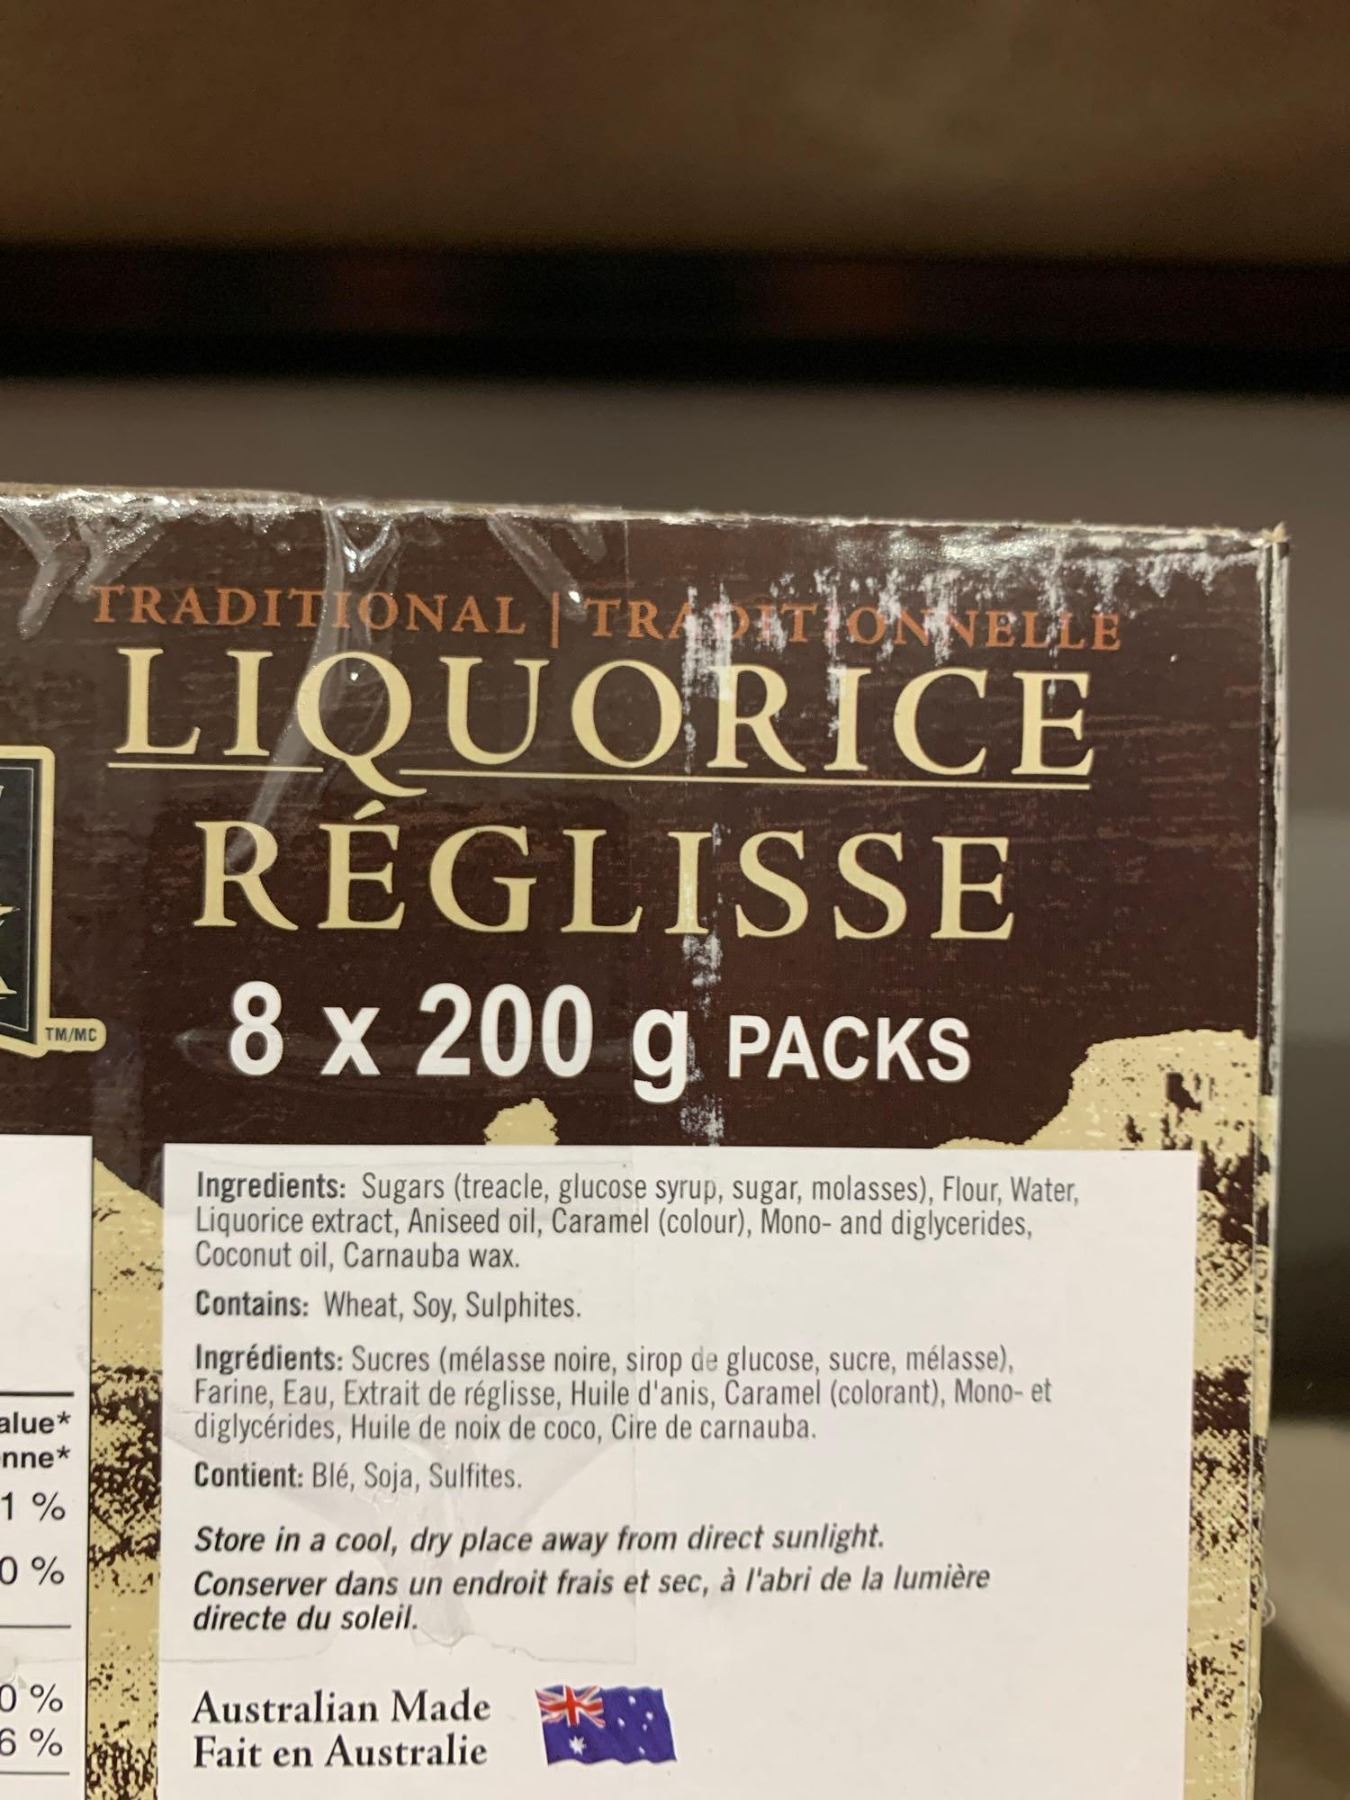 TRADITIONAL | TRADITIONNELLE
LIQUORICE
RÉGLISSE
8 x 200 g PACKS
TM/MC
Ingredients: Sugars (treacle, glucose syrup, sugar, molasses), Flour, Water,
Liquorice extract, Aniseed oil, Caramel (colour), Mono- and diglycerides,
Coconut oil, Carnauba wax.
Contains: Wheat, Soy, Sulphites.
Ingrédients: Sucres (mélasse noire, sirop de glucose, sucre, mélasse),
Farine, Eau, Extrait de réglisse, Huile d'anis, Caramel (colorant), Mono- et
diglycérides, Huile de noix de coco, Cire de carnauba.
Contient: Blé, Soja, Sulfites.
Store in a cool, dry place away from direct sunlight.
Conserver dans un endroit frais et sec, à l'abri de la lumière
directe du soleil.
Australian Made
Fait en Australie
1 %
0 %
0 %
6 %